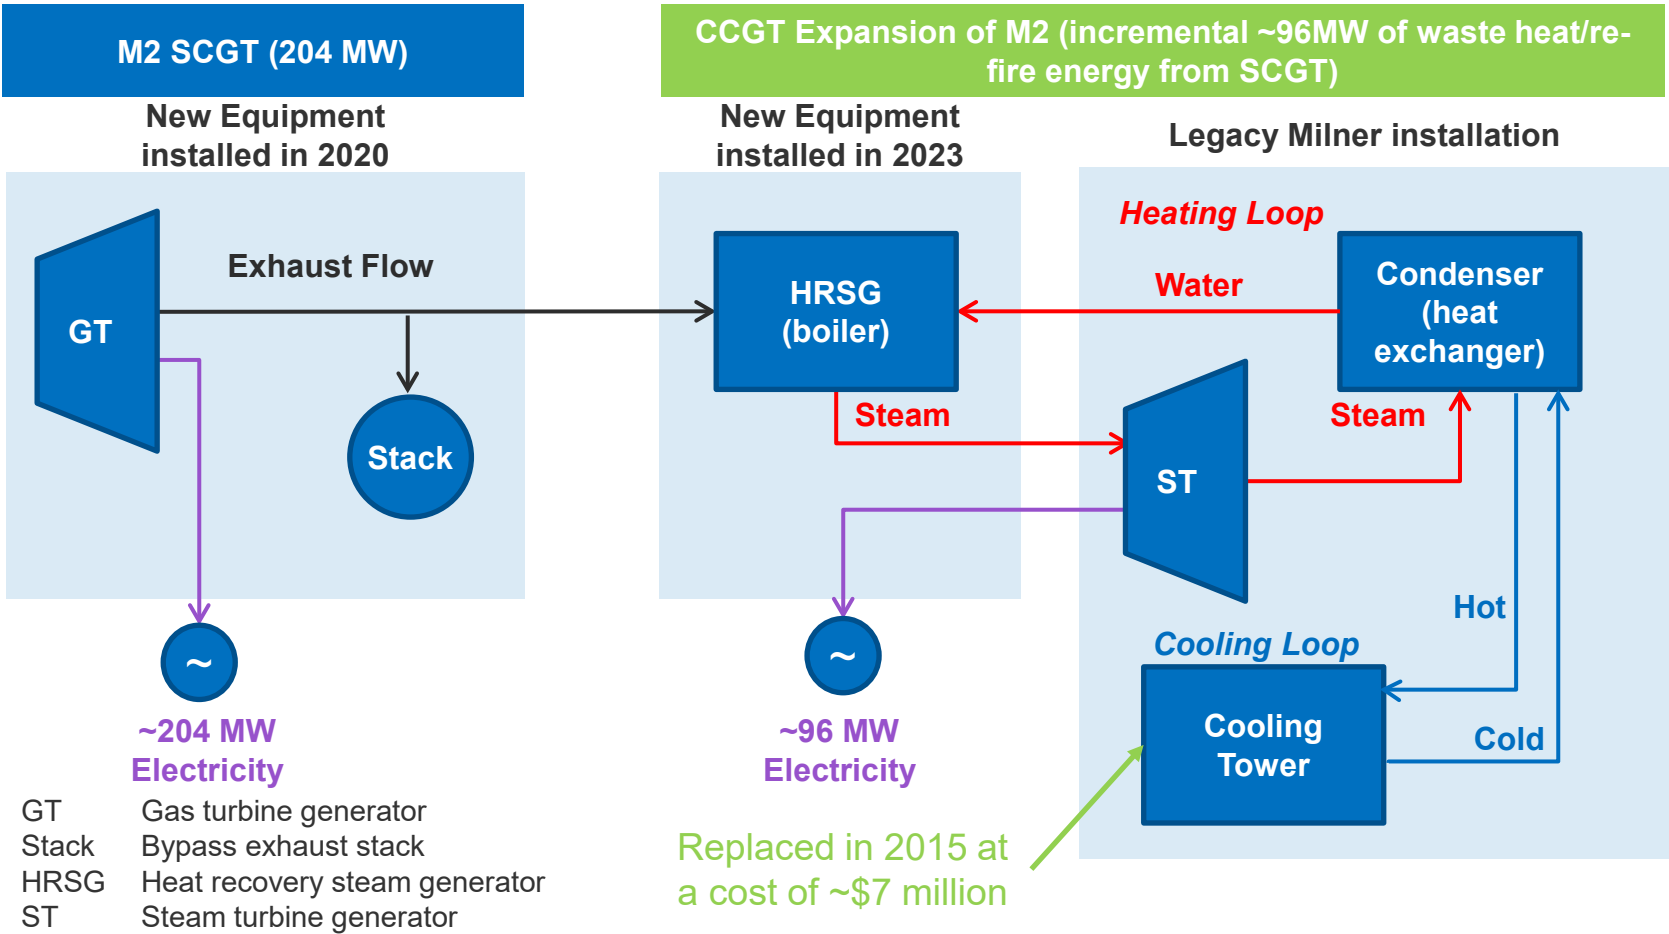 M2 SCGT (204 MW)
CCGT Expansion of M2 (incremental ~96MW of waste heat/re-
fire energy from SCGT)
New Equipment
installed in 2020
New Equipment
installed in 2023
Legacy Milner installation
GT
Exhaust Flow
Stack
~
~204 MW
Electricity
HRSG
(boiler)
Steam
~
~96 MW
Electricity
Heating Loop
Water
Condenser
(heat
exchanger)
Steam
ST
Hot
Cooling Loop
Cooling
Tower
Cold
Replaced in 2015 at
a cost of ~$7 million
GT Gas turbine generator
Stack Bypass exhaust stack
HRSG Heat recovery steam generator
ST Steam turbine generator